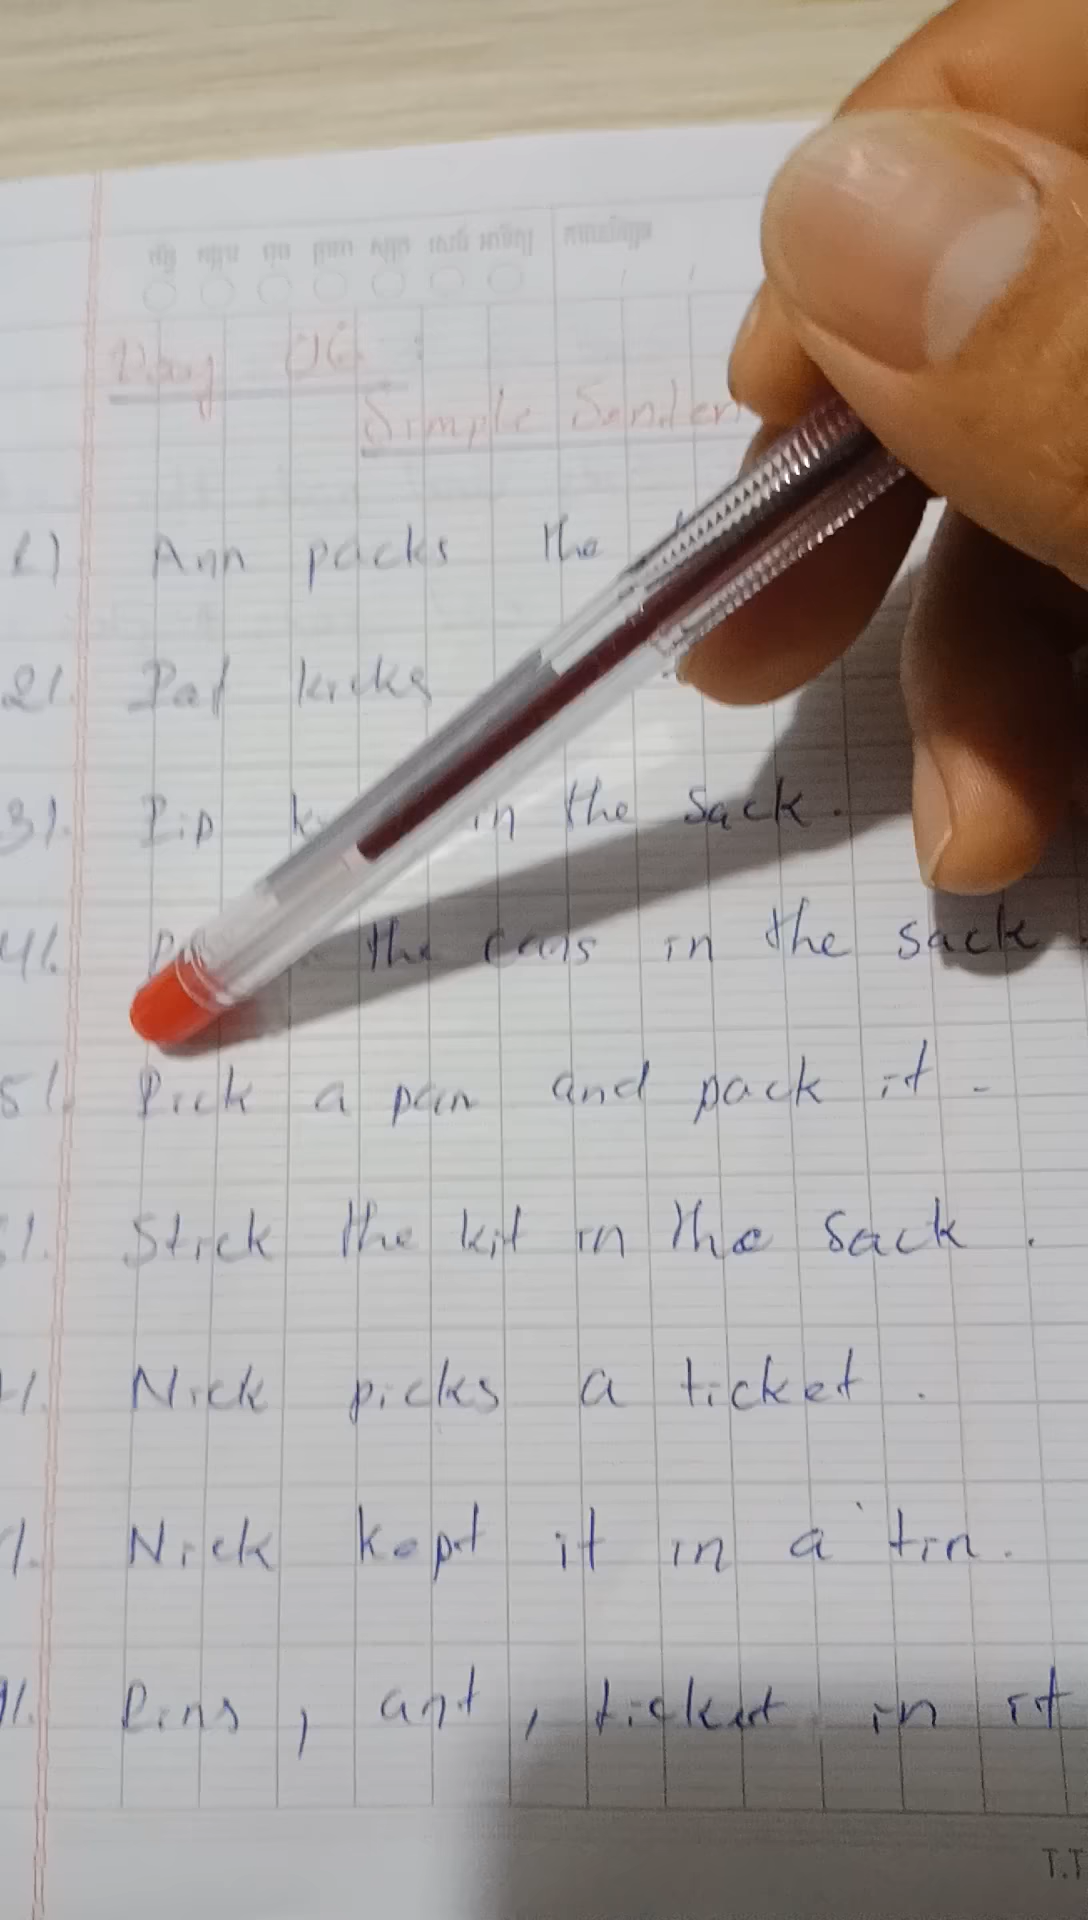 Day 06 :
Simple
1) Ann packs the
2). Pat kicks
3). Pip in the sack.
4). the cans in the sack.
5). Pick a pan and pack it.
Stick the kit in the sack.
Nick picks a ticket.
Nick kept it in a tin.
Pins, ant, ticket in it
T.T